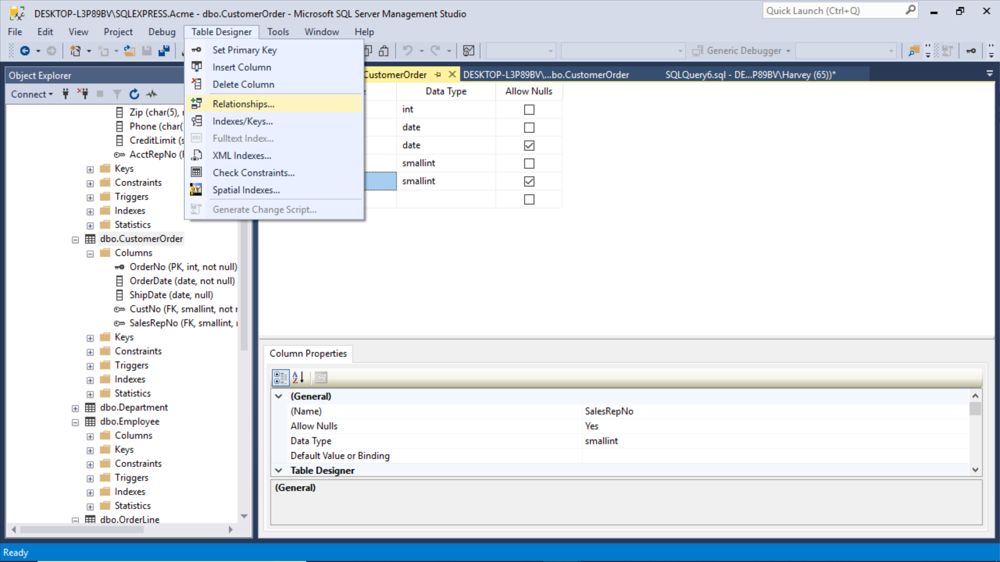 DESKTOP-L3P89BV\SQLEXPRESS.Acme - dbo.CustomerOrder - Microsoft SQL Server Management Studio
Quick Launch (Ctrl+Q)
File Edit View Project Debug Table Designer Tools Window Help
Generic Debugger
Set Primary Key
Insert Column
Delete Column
Relationships...
Indexes/Keys...
Fulltext Index...
XML Indexes...
Check Constraints...
Spatial Indexes...
Generate Change Script...
Object Explorer
Connect
Zip (char(5),
Phone (char(
CreditLimit (s
AcctRepNo (
Keys
Constraints
Triggers
Indexes
Statistics
dbo.CustomerOrder
Columns
OrderNo (PK, int, not null)
OrderDate (date, not null)
ShipDate (date, null)
CustNo (FK, smallint, not
SalesRepNo (FK, smallint,
Keys
Constraints
Triggers
Indexes
Statistics
dbo.Department
dbo.Employee
Columns
Keys
Constraints
Triggers
Indexes
Statistics
dbo.OrderLine
CustomerOrder DESKTOP-L3P89BV\...bo.CustomerOrder SQLQuery6.sql - DE...P89BV\Harvey (65))*
Data Type Allow Nulls
int
date
date
smallint
smallint
Column Properties
(General)
(Name) SalesRepNo
Allow Nulls Yes
Data Type smallint
Default Value or Binding
Table Designer
(General)
Ready